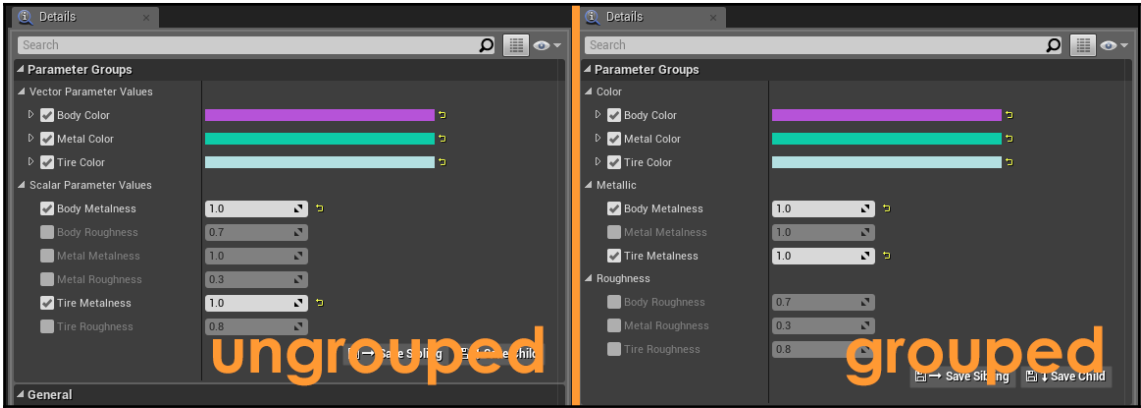 Details ×
Search
Parameter Groups
Vector Parameter Values
Body Color
Metal Color
Tire Color
Scalar Parameter Values
Body Metalness 1.0
Body Roughness 0.7
Metal Metalness 1.0
Metal Roughness 0.3
Tire Metalness 1.0
Tire Roughness 0.8
Save Sibling Save Child
ungrouped
General
Details ×
Search
Parameter Groups
Color
Body Color
Metal Color
Tire Color
Metallic
Body Metalness 1.0
Metal Metalness 1.0
Tire Metalness 1.0
Roughness
Body Roughness 0.7
Metal Roughness 0.3
Tire Roughness 0.8
grouped
Save Sibling Save Child